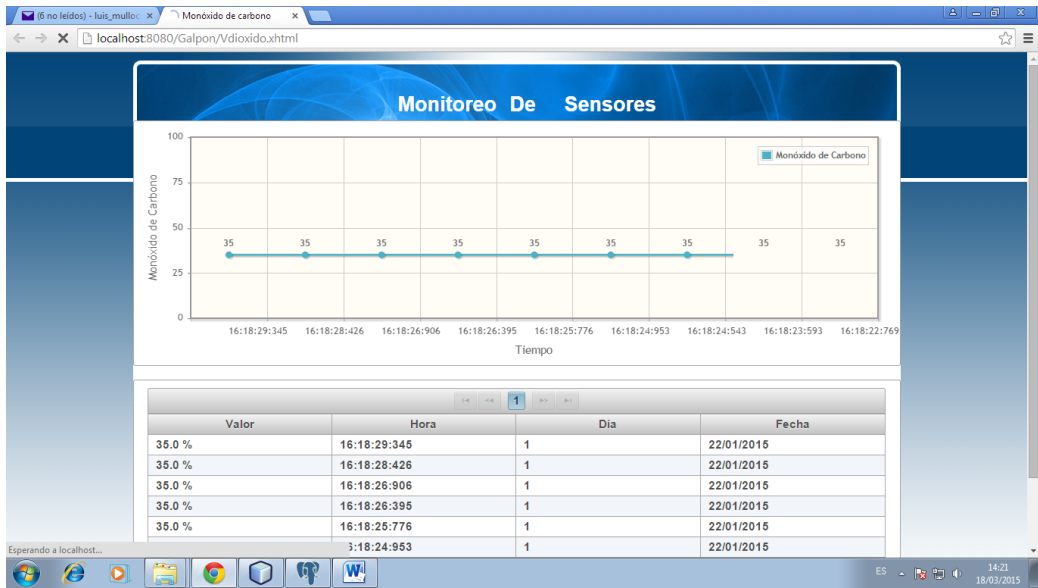 (6 no leídos) - luis_mulloc
Monóxido de carbono
localhost:8080/Galpon/Vdioxido.xhtml
Monitoreo De Sensores
100
75
50
25
0
Monóxido de Carbono
Monóxido de Carbono
35 35 35 35 35 35 35 35 35
16:18:29:345 16:18:28:426 16:18:26:906 16:18:26:395 16:18:25:776 16:18:24:953 16:18:24:543 16:18:23:593 16:18:22:769
Tiempo
1
Valor Hora Día Fecha
35.0 % 16:18:29:345 1 22/01/2015
35.0 % 16:18:28:426 1 22/01/2015
35.0 % 16:18:26:906 1 22/01/2015
35.0 % 16:18:26:395 1 22/01/2015
35.0 % 16:18:25:776 1 22/01/2015
:18:24:953 1 22/01/2015
Esperando a localhost...
ES
14:21
18/03/2015